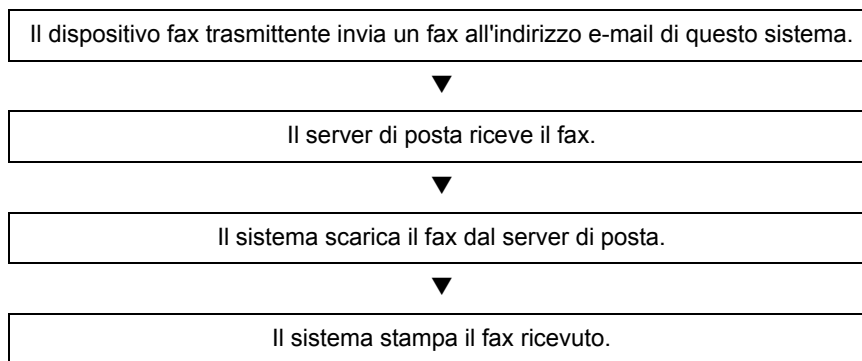 Il dispositivo fax trasmittente invia un fax all'indirizzo e-mail di questo sistema.
▼
Il server di posta riceve il fax.
▼
Il sistema scarica il fax dal server di posta.
▼
Il sistema stampa il fax ricevuto.